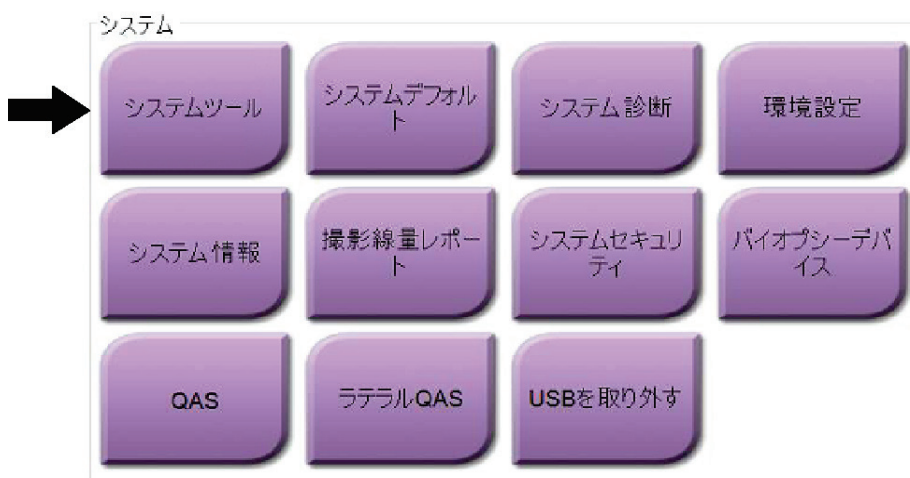 システム
システムツール
システムデフォル
ト
システム診断
環境設定
システム情報
撮影線量レポー
ト
システムセキュリ
ティ
バイオプシーデバ
イス
QAS
ラテラルQAS
USBを取り外す